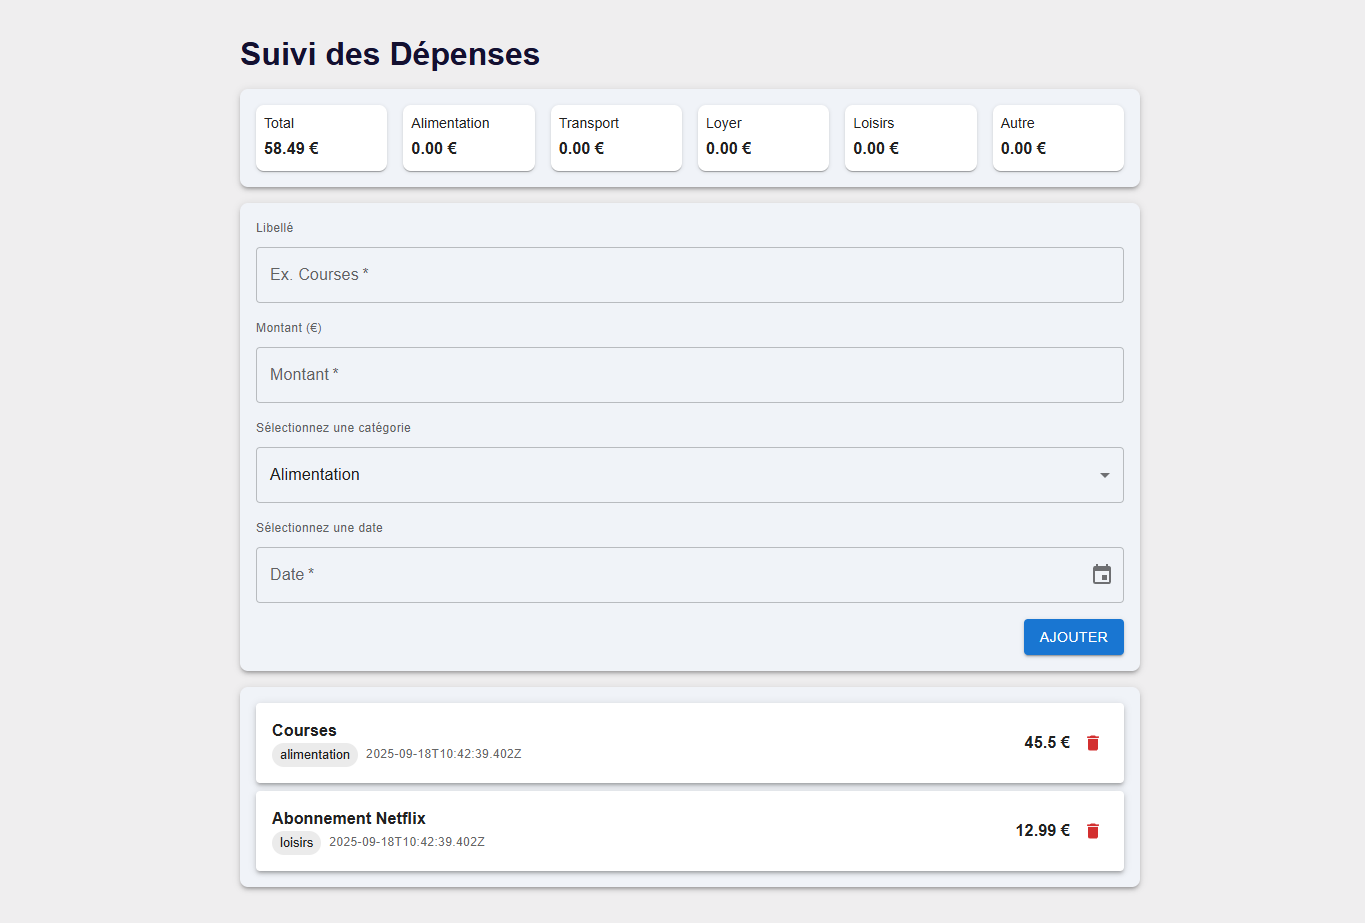 Suivi des Dépenses
Total
58.49 €
Alimentation
0.00 €
Transport
0.00 €
Loyer
0.00 €
Loisirs
0.00 €
Autre
0.00 €
Libellé
Ex. Courses *
Montant (€)
Montant *
Sélectionnez une catégorie
Alimentation
Sélectionnez une date
Date *
AJOUTER
Courses
alimentation 2025-09-18T10:42:39.402Z
45.5 €
Abonnement Netflix
loisirs 2025-09-18T10:42:39.402Z
12.99 €